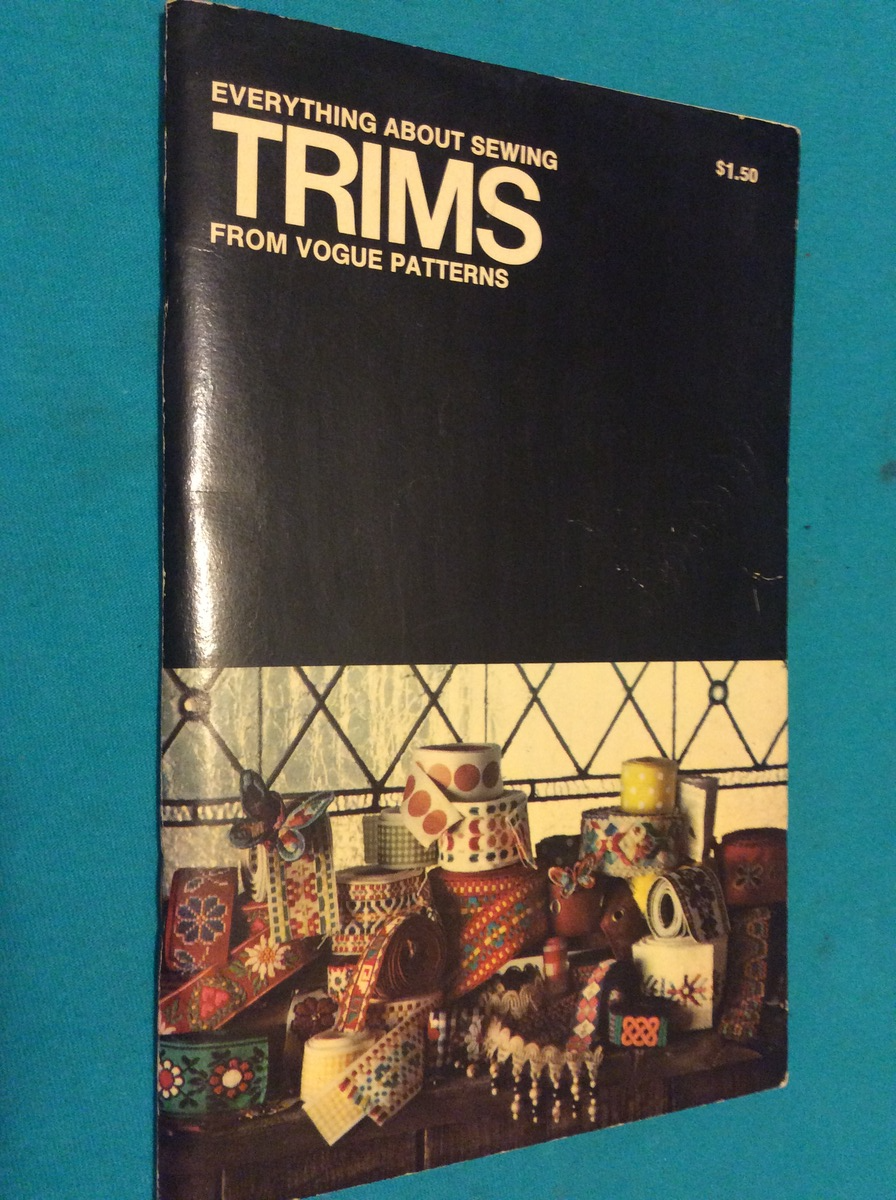 EVERYTHING ABOUT SEWING
TRIMS
FROM VOGUE PATTERNS
$1.50